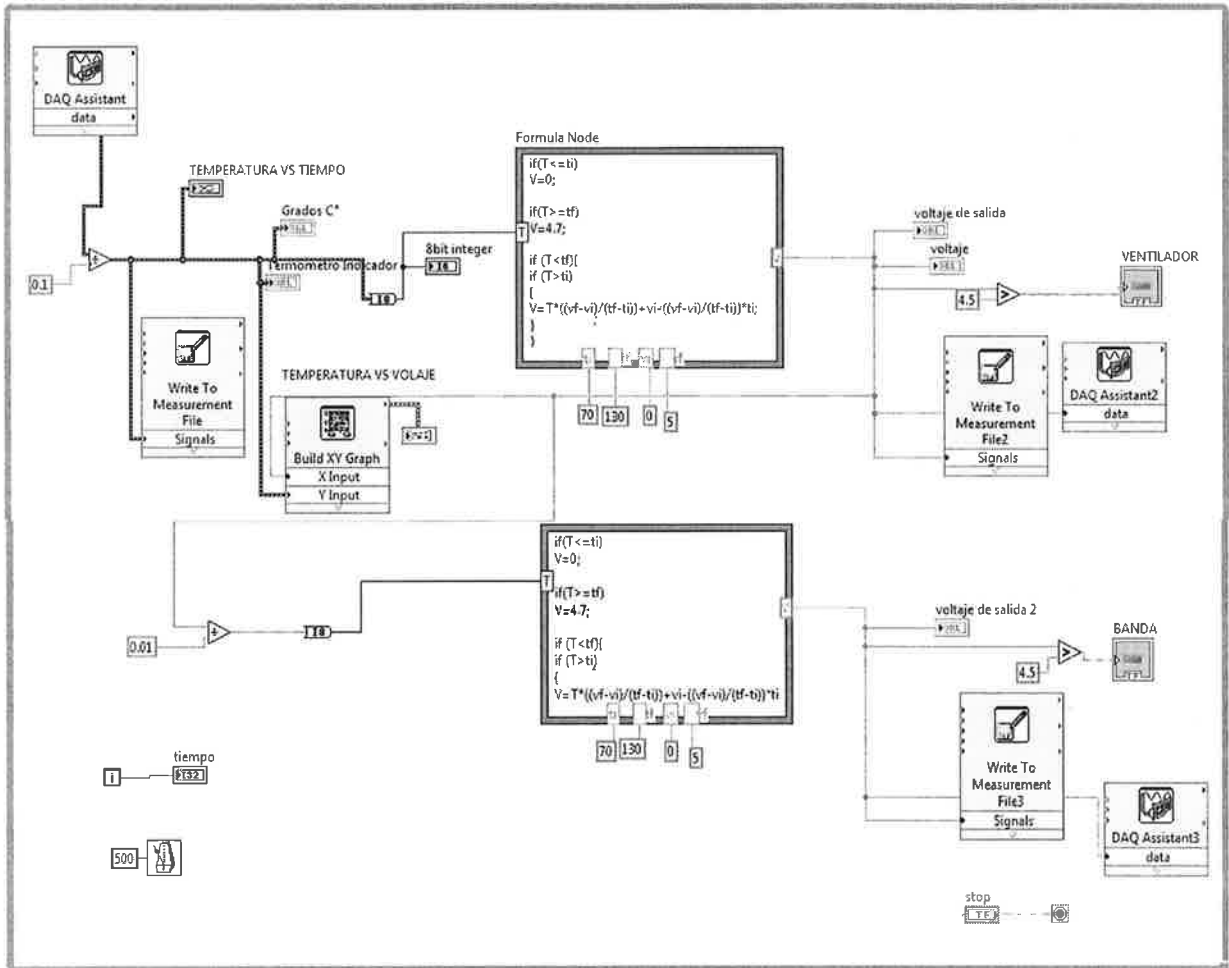 DAQ Assistant
data
TEMPERATURA VS TIEMPO
Grados C°
Termometro Indicador
0.1
8bit integer
I8
Write To
Measurement
File
Signals
TEMPERATURA VS VOLAJE
Build XY Graph
X Input
Y Input
Formula Node
T
if(T<=ti)
V=0;
if(T>=tf)
V=4.7;
if (T<tf){
if (T>ti)
{
V=T*((vf-vi)/(tf-ti))+vi-((vf-vi)/(tf-ti))*ti;
}
}
70
130
0
5
voltaje de salida
voltaje
VENTILADOR
4.5
>
Write To
Measurement
File2
Signals
DAQ Assistant2
data
0.01
I8
T
if(T<=ti)
V=0;
if(T>=tf)
V=4.7;
if (T<tf){
if (T>ti)
{
V=T*((vf-vi)/(tf-ti))+vi-((vf-vi)/(tf-ti))*ti
70
130
0
5
voltaje de salida 2
BANDA
4.5
>
Write To
Measurement
File3
Signals
DAQ Assistant3
data
i
tiempo
I32
500
stop
TF